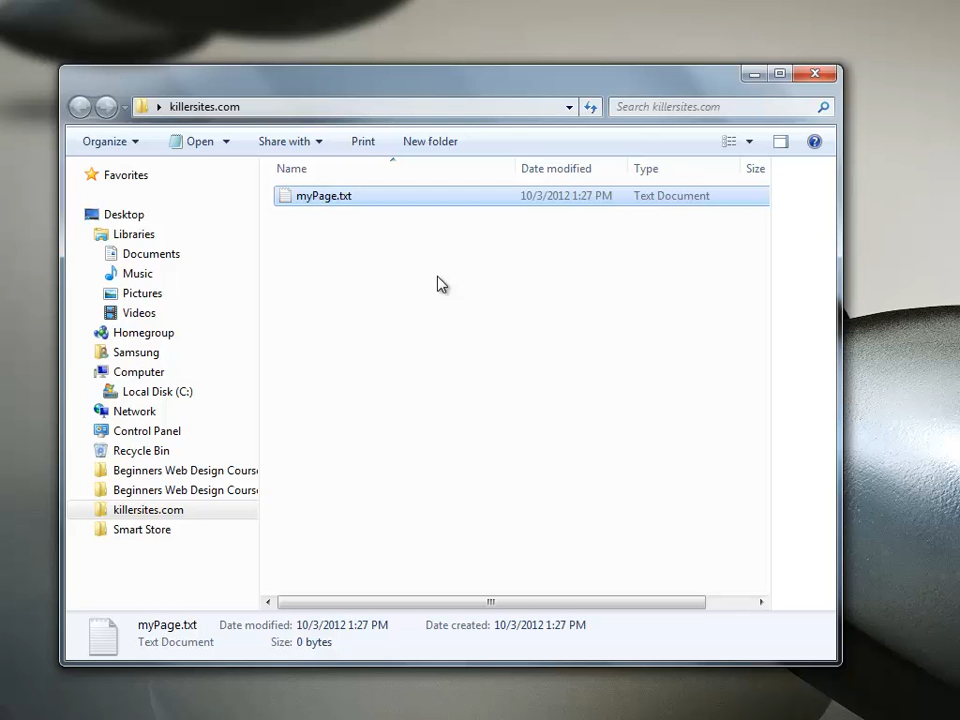 killersites.com
Search killersites.com
Organize Open Share with Print New folder
Name Date modified Type Size
myPage.txt 10/3/2012 1:27 PM Text Document
Favorites
Desktop
Libraries
Documents
Music
Pictures
Videos
Homegroup
Samsung
Computer
Local Disk (C:)
Network
Control Panel
Recycle Bin
Beginners Web Design Course
Beginners Web Design Course
killersites.com
Smart Store
myPage.txt Date modified: 10/3/2012 1:27 PM Date created: 10/3/2012 1:27 PM
Text Document Size: 0 bytes